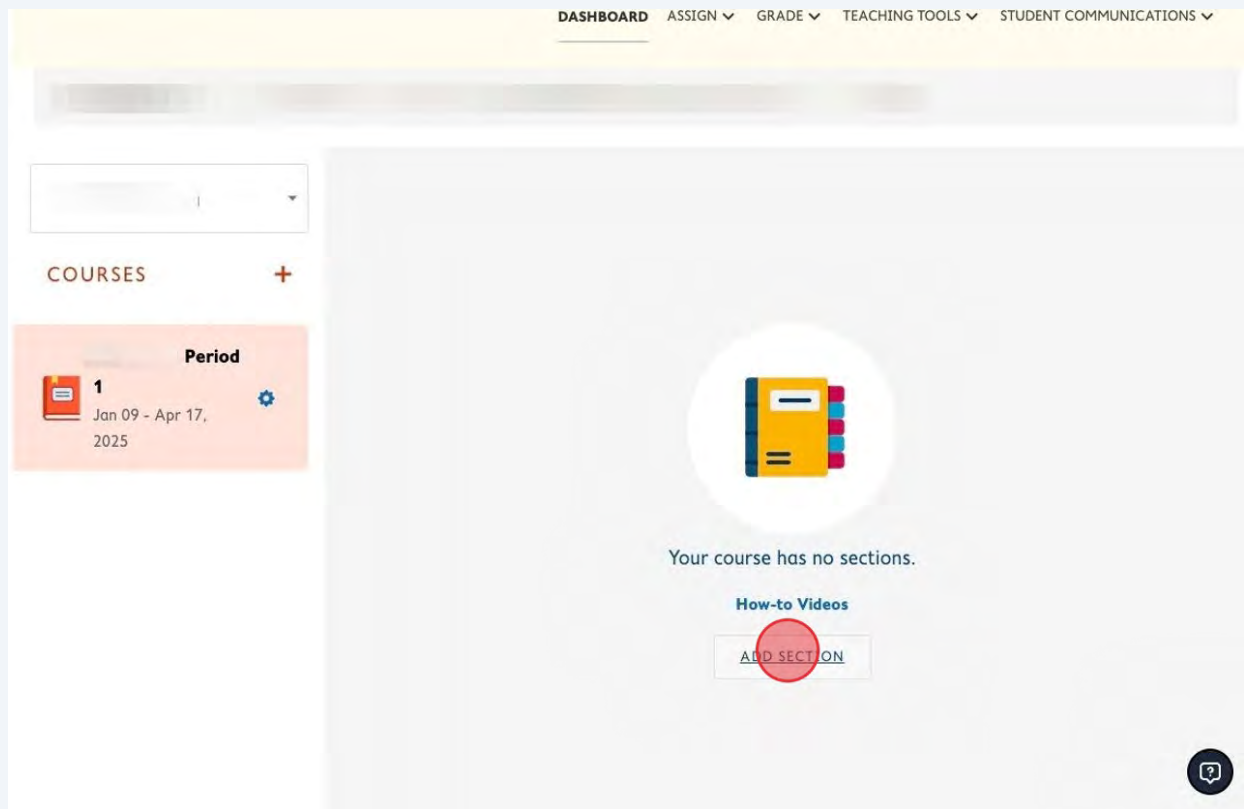 DASHBOARD ASSIGN GRADE TEACHING TOOLS STUDENT COMMUNICATIONS
COURSES +
Period
1
Jan 09 - Apr 17,
2025
Your course has no sections.
How-to Videos
ADD SECTION
?